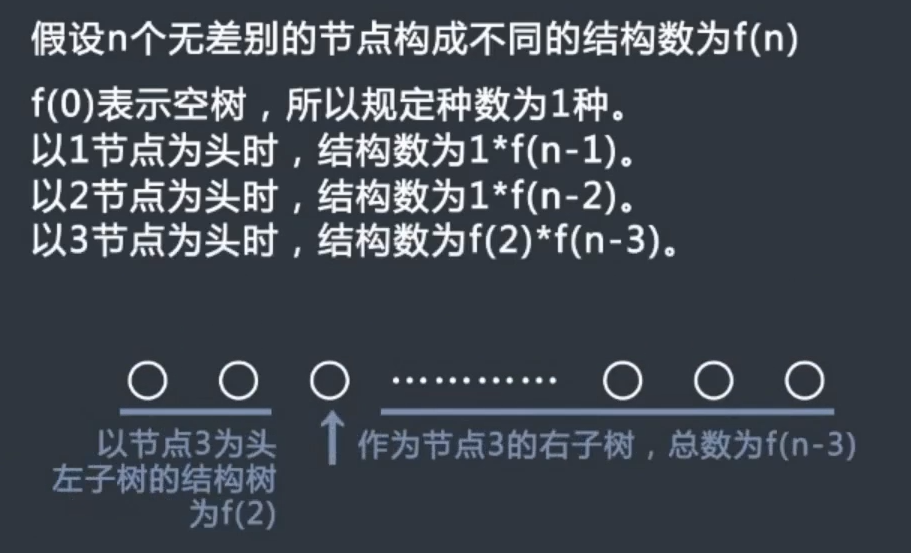 假设n个无差别的节点构成不同的结构数为f(n)
f(0)表示空树，所以规定种数为1种。
以1节点为头时，结构数为1*f(n-1)。
以2节点为头时，结构数为1*f(n-2)。
以3节点为头时，结构数为f(2)*f(n-3)。
以节点3为头
左子树的结构树
为f(2)
作为节点3的右子树，总数为f(n-3)